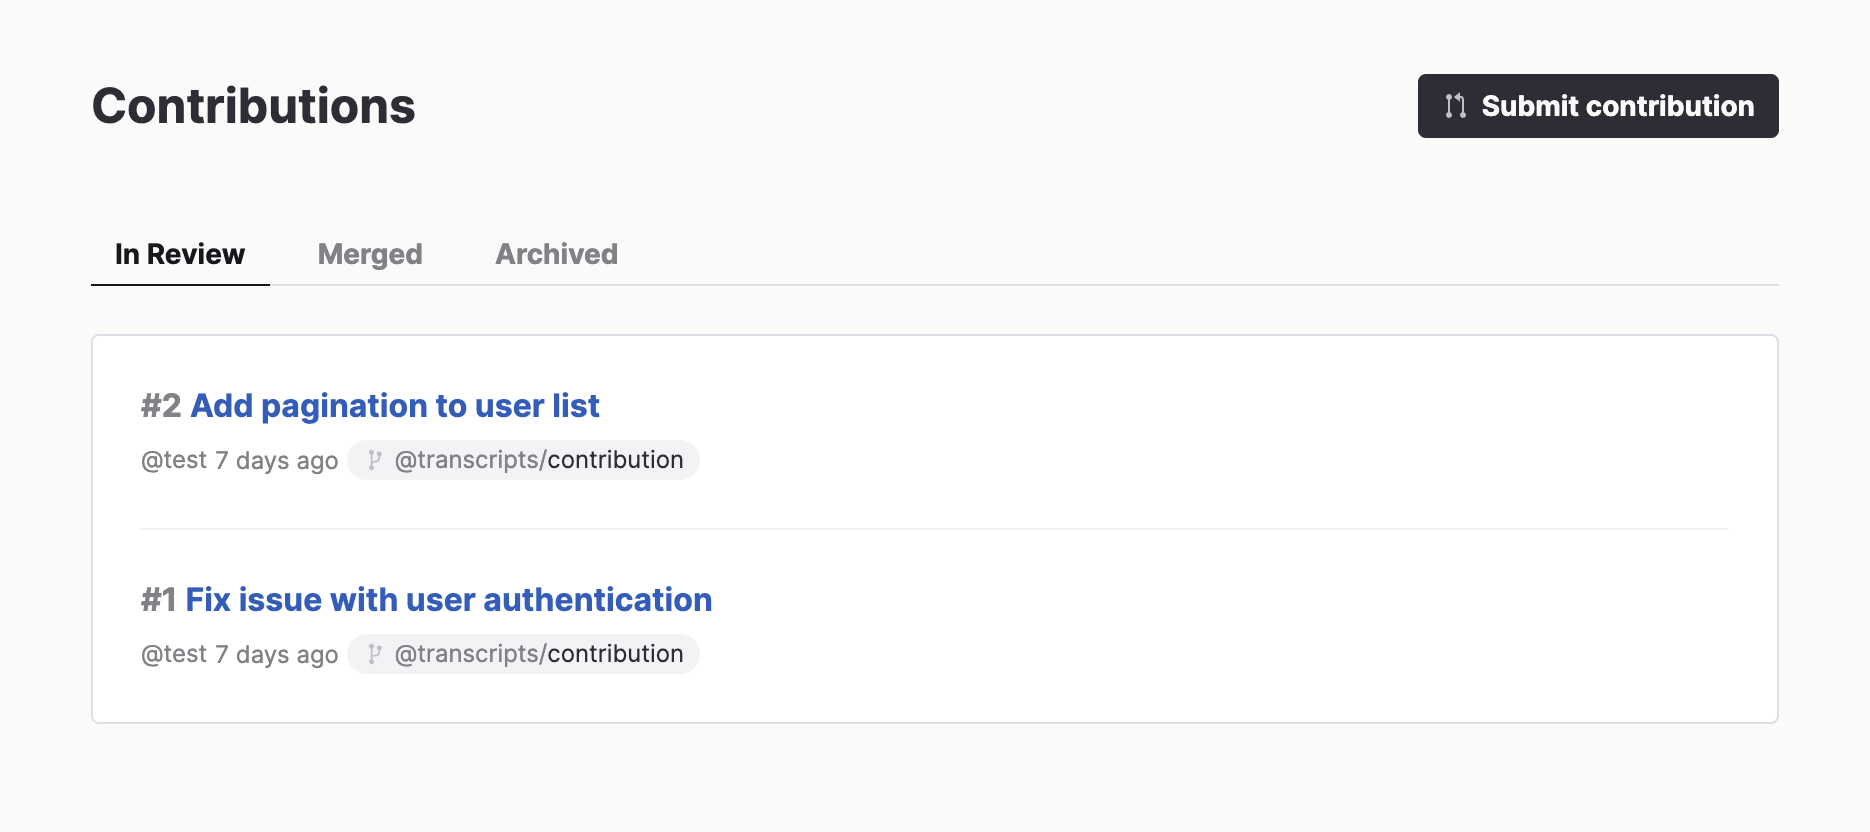 Contributions
Submit contribution
In Review
Merged
Archived
#2 Add pagination to user list
@test 7 days ago @transcripts/contribution
#1 Fix issue with user authentication
@test 7 days ago @transcripts/contribution